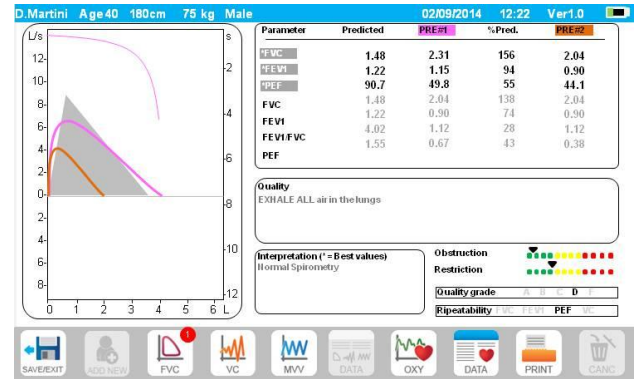 D.Martini Age40 180cm 75 kg Male 02/09/2014 12:22 Ver1.0
L/s
s
12-
10-
8-
6-
4-
2-
0-
2-
4-
6-
8-
-2
-4
-6
-8
-10
-12
0 1 2 3 4 5 6 L
Parameter Predicted PRE#1 %Pred. PRE#2
*FVC 1.48 2.31 156 2.04
*FEV1 1.22 1.15 94 0.90
*PEF 90.7 49.8 55 44.1
FVC 1.48 2.04 138 2.04
FEV1 1.22 0.90 74 0.90
FEV1/FVC 4.02 1.12 28 1.12
PEF 1.55 0.67 43 0.38
Quality
EXHALE ALL air in the lungs
Interpretation (* = Best values)
Normal Spirometry
Obstruction
Restriction
Quality grade A B C D F
Ripeatability FVC FEV1 PEF VC
1
SAVE/EXIT ADD NEW FVC VC MVV DATA OXY DATA PRINT CANC